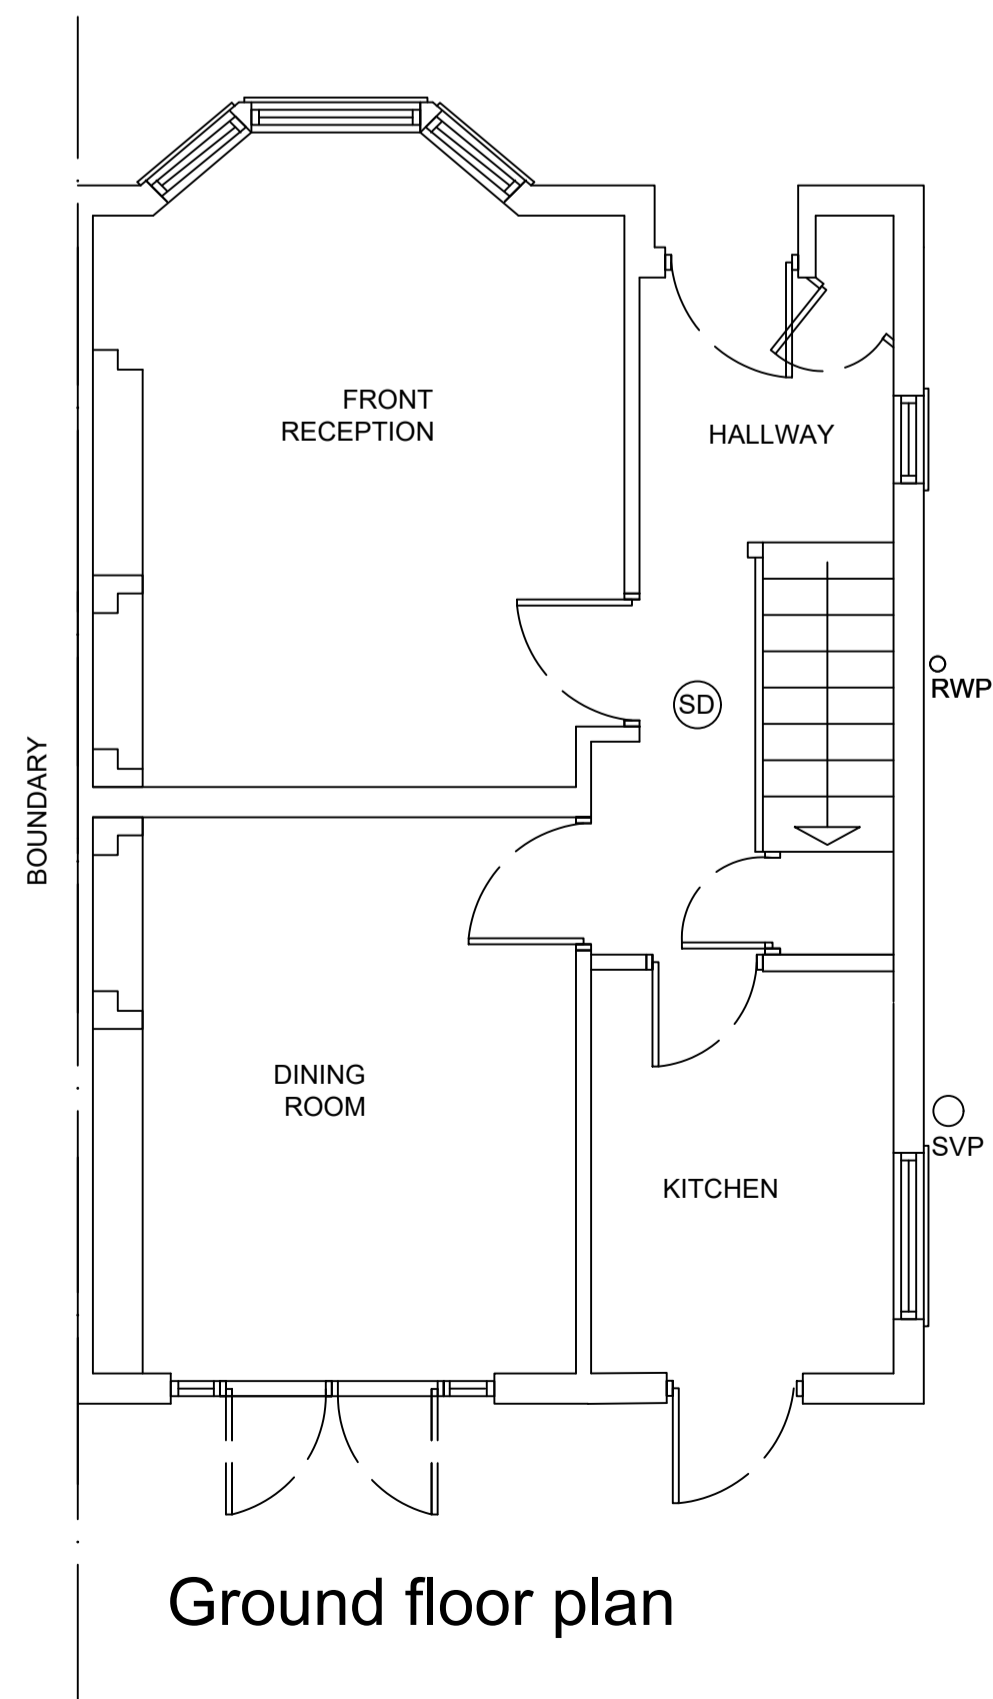 FRONT
RECEPTION
HALLWAY
RWP
SD
BOUNDARY
DINING
ROOM
SVP
KITCHEN
Ground floor plan